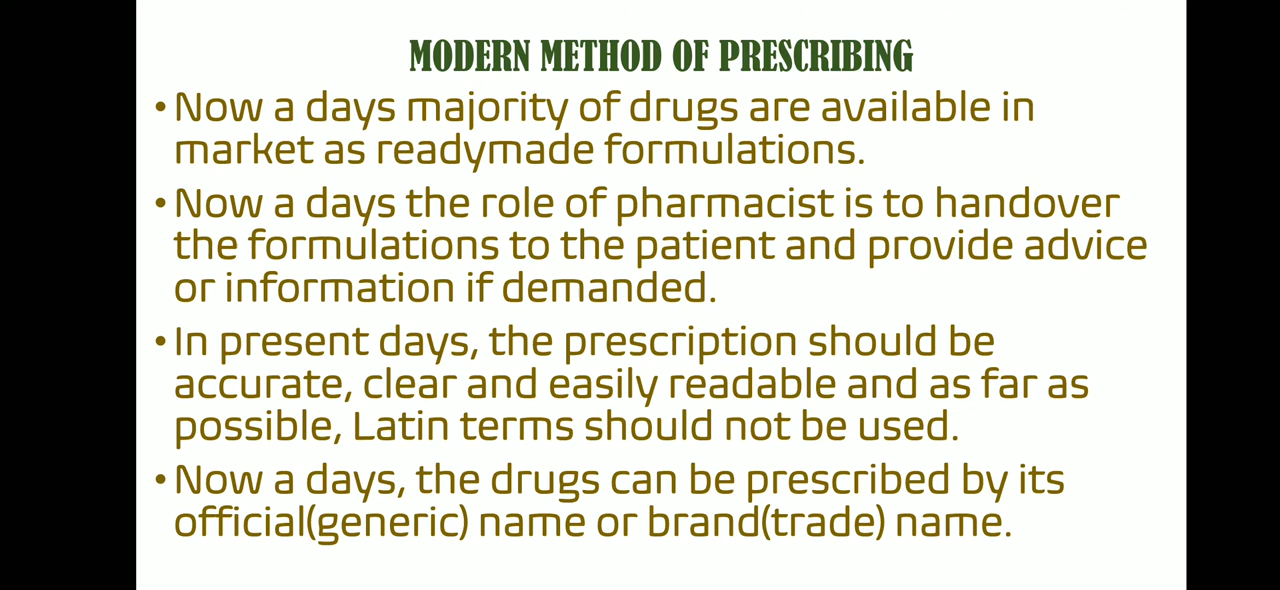 MODERN METHOD OF PRESCRIBING
• Now a days majority of drugs are available in
market as readymade formulations.
• Now a days the role of pharmacist is to handover
the formulations to the patient and provide advice
or information if demanded.
• In present days, the prescription should be
accurate, clear and easily readable and as far as
possible, Latin terms should not be used.
• Now a days, the drugs can be prescribed by its
official(generic) name or brand(trade) name.